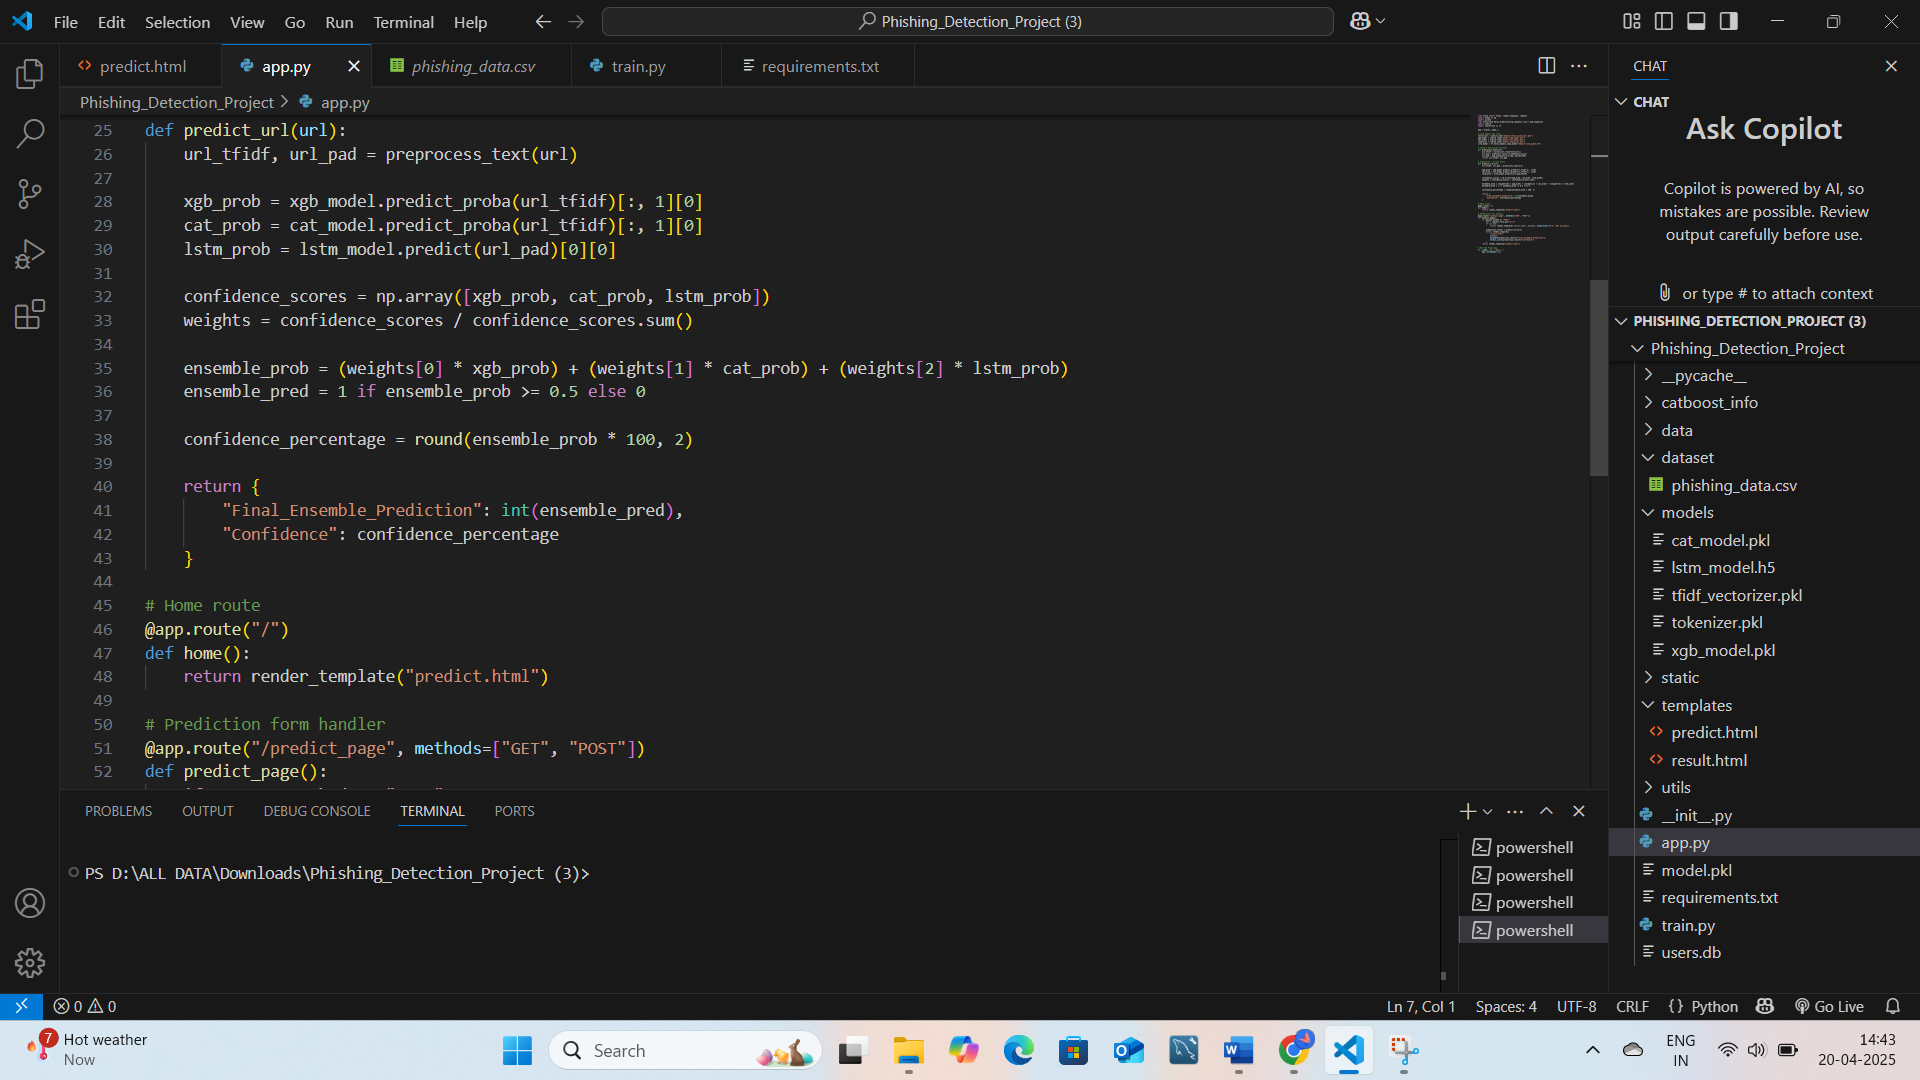 File Edit Selection View Go Run Terminal Help
Phishing_Detection_Project (3)
predict.html
app.py
phishing_data.csv
train.py
requirements.txt
Phishing_Detection_Project > app.py
25 def predict_url(url):
26 url_tfidf, url_pad = preprocess_text(url)
27
28 xgb_prob = xgb_model.predict_proba(url_tfidf)[:, 1][0]
29 cat_prob = cat_model.predict_proba(url_tfidf)[:, 1][0]
30 lstm_prob = lstm_model.predict(url_pad)[0][0]
31
32 confidence_scores = np.array([xgb_prob, cat_prob, lstm_prob])
33 weights = confidence_scores / confidence_scores.sum()
34
35 ensemble_prob = (weights[0] * xgb_prob) + (weights[1] * cat_prob) + (weights[2] * lstm_prob)
36 ensemble_pred = 1 if ensemble_prob >= 0.5 else 0
37
38 confidence_percentage = round(ensemble_prob * 100, 2)
39
40 return {
41 "Final_Ensemble_Prediction": int(ensemble_pred),
42 "Confidence": confidence_percentage
43 }
44
45 # Home route
46 @app.route("/")
47 def home():
48 return render_template("predict.html")
49
50 # Prediction form handler
51 @app.route("/predict_page", methods=["GET", "POST"])
52 def predict_page():
PROBLEMS OUTPUT DEBUG CONSOLE TERMINAL PORTS
PS D:\ALL DATA\Downloads\Phishing_Detection_Project (3)>
powershell
powershell
powershell
powershell
CHAT
CHAT
Ask Copilot
Copilot is powered by AI, so
mistakes are possible. Review
output carefully before use.
or type # to attach context
PHISHING_DETECTION_PROJECT (3)
Phishing_Detection_Project
__pycache__
catboost_info
data
dataset
phishing_data.csv
models
cat_model.pkl
lstm_model.h5
tfidf_vectorizer.pkl
tokenizer.pkl
xgb_model.pkl
static
templates
predict.html
result.html
utils
__init__.py
app.py
model.pkl
requirements.txt
train.py
users.db
0 0
Ln 7, Col 1 Spaces: 4 UTF-8 CRLF {} Python Go Live
7
Hot weather
Now
Search
ENG
IN
14:43
20-04-2025